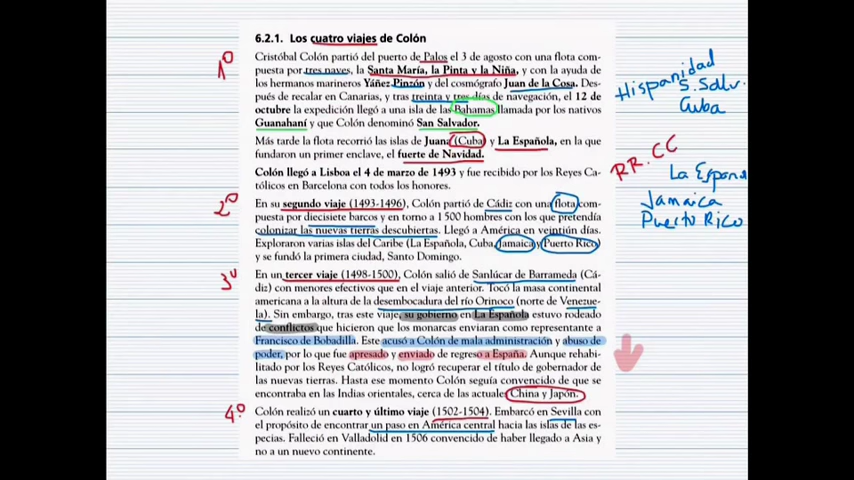 6.2.1. Los cuatro viajes de Colón
1º
Cristóbal Colón partió del puerto de Palos el 3 de agosto con una flota com-
puesta por tres naves, la Santa María, la Pinta y la Niña, y con la ayuda de
los hermanos marineros Yáñez Pinzón y del cosmógrafo Juan de la Cosa. Des-
pués de recalar en Canarias, y tras treinta y tres días de navegación, el 12 de
octubre la expedición llegó a una isla de las Bahamas llamada por los nativos
Guanahaní y que Colón denominó San Salvador.
Más tarde la flota recorrió las islas de Juana (Cuba) y La Española, en la que
fundaron un primer enclave, el fuerte de Navidad.
Colón llegó a Lisboa el 4 de marzo de 1493 y fue recibido por los Reyes Ca-
tólicos en Barcelona con todos los honores.
2º
En su segundo viaje (1493-1496), Colón partió de Cádiz con una flota com-
puesta por diecisiete barcos y en torno a 1 500 hombres con los que pretendía
colonizar las nuevas tierras descubiertas. Llegó a América en veintiún días.
Exploraron varias islas del Caribe (La Española, Cuba, Jamaica y Puerto Rico)
y se fundó la primera ciudad, Santo Domingo.
3º
En un tercer viaje (1498-1500), Colón salió de Sanlúcar de Barrameda (Cá-
diz) con menores efectivos que en el viaje anterior. Tocó la masa continental
americana a la altura de la desembocadura del río Orinoco (norte de Venezue-
la). Sin embargo, tras este viaje, su gobierno en La Española estuvo rodeado
de conflictos que hicieron que los monarcas enviaran como representante a
Francisco de Bobadilla. Este acusó a Colón de mala administración y abuso de
poder, por lo que fue apresado y enviado de regreso a España. Aunque rehabi-
litado por los Reyes Católicos, no logró recuperar el título de gobernador de
las nuevas tierras. Hasta ese momento Colón seguía convencido de que se
encontraba en las Indias orientales, cerca de las actuales China y Japón.
4º
Colón realizó un cuarto y último viaje (1502-1504). Embarcó en Sevilla con
el propósito de encontrar un paso en América central hacia las islas de las es-
pecias. Falleció en Valladolid en 1506 convencido de haber llegado a Asia y
no a un nuevo continente.
Hispanidad
S. Salv.
Cuba
RR.CC
La Espan
Jamaica
Puerto Rico